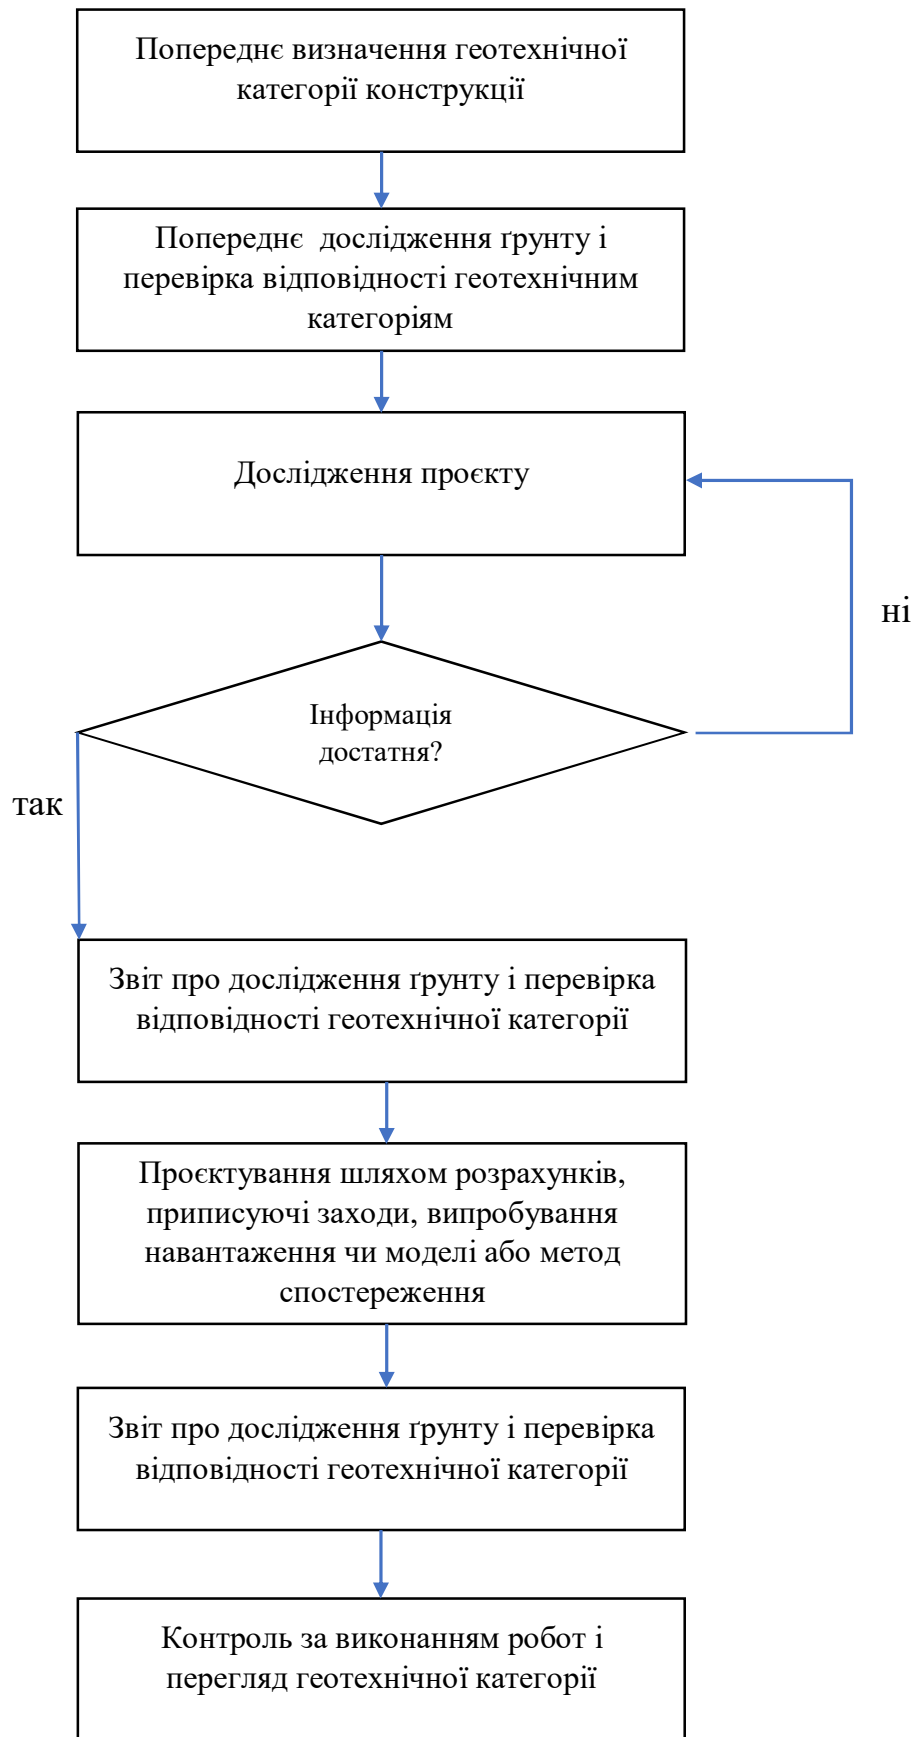 Попереднє визначення геотехнічної
категорії конструкції
Попереднє дослідження ґрунту і
перевірка відповідності геотехнічним
категоріям
Дослідження проєкту
ні
Інформація
достатня?
так
Звіт про дослідження ґрунту і перевірка
відповідності геотехнічної категорії
Проєктування шляхом розрахунків,
приписуючі заходи, випробування
навантаження чи моделі або метод
спостереження
Звіт про дослідження ґрунту і перевірка
відповідності геотехнічної категорії
Контроль за виконанням робот і
перегляд геотехнічної категорії